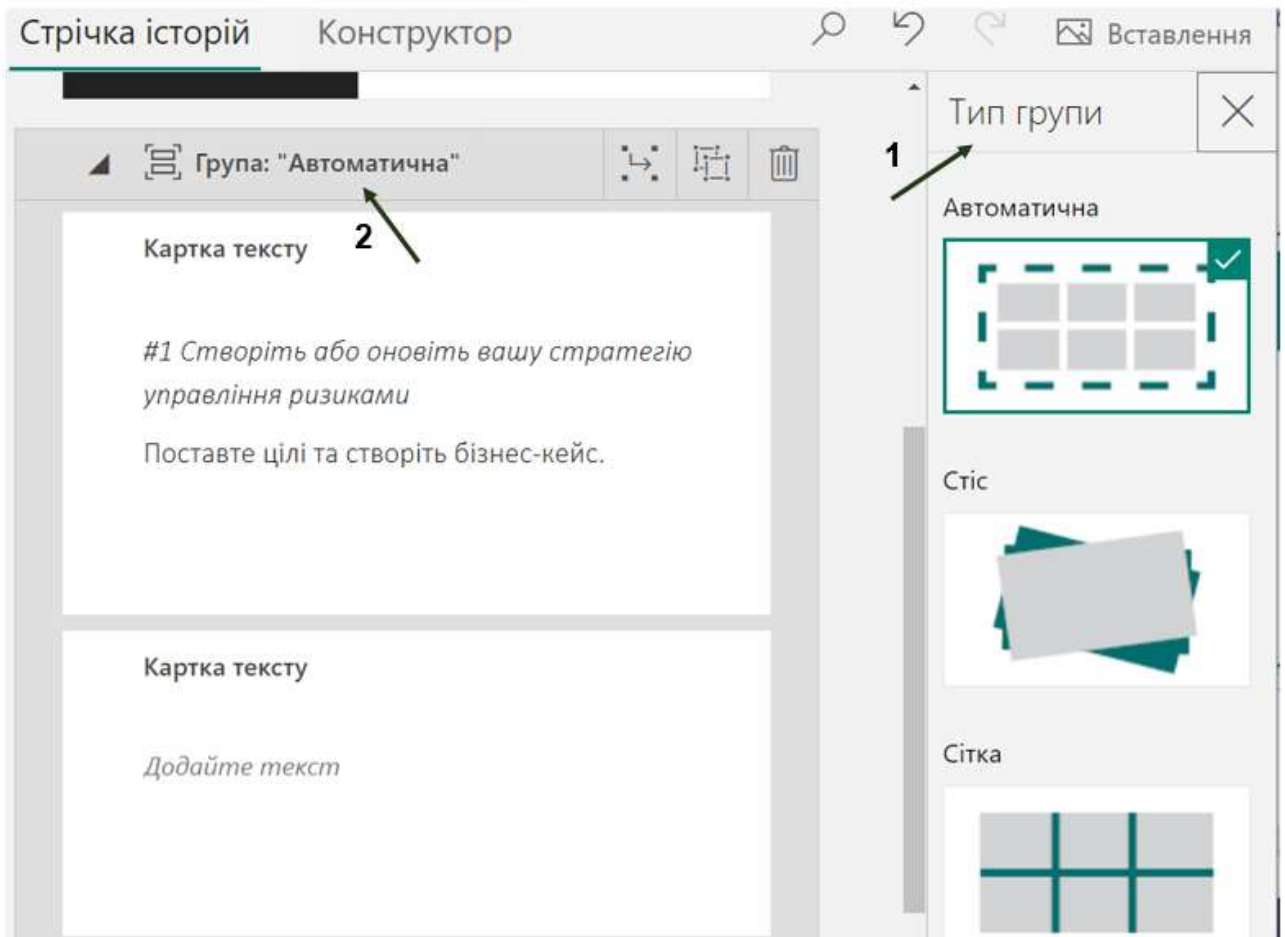 Стрічка історій Конструктор Вставлення
Тип групи
1
Група: "Автоматична"
Автоматична
2
Картка тексту
#1 Створіть або оновіть вашу стратегію
управління ризиками
Поставте цілі та створіть бізнес-кейс.
Стіс
Картка тексту
Додайте текст
Сітка